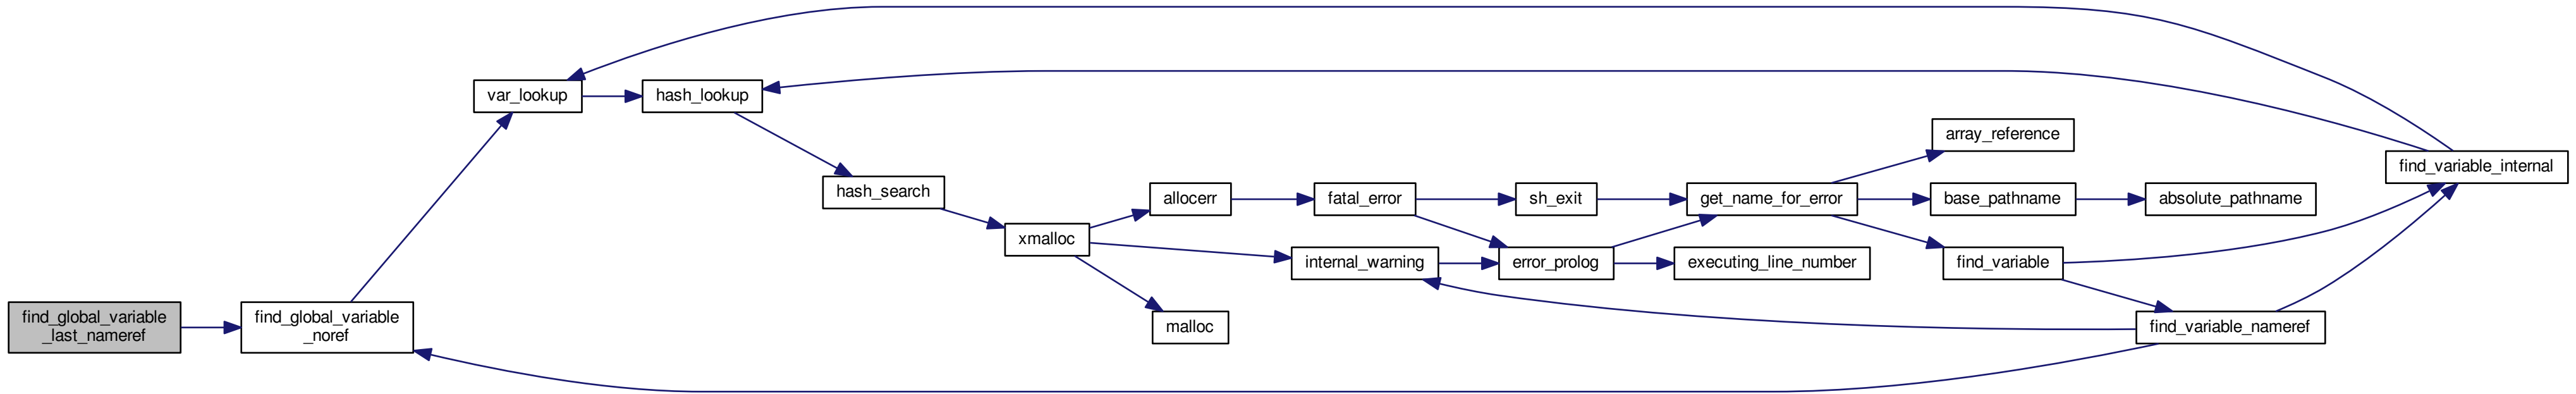 var_lookup
hash_lookup
array_reference
find_variable_internal
hash_search
allocerr
fatal_error
sh_exit
get_name_for_error
base_pathname
absolute_pathname
xmalloc
internal_warning
error_prolog
executing_line_number
find_variable
find_global_variable
_last_nameref
find_global_variable
_noref
malloc
find_variable_nameref